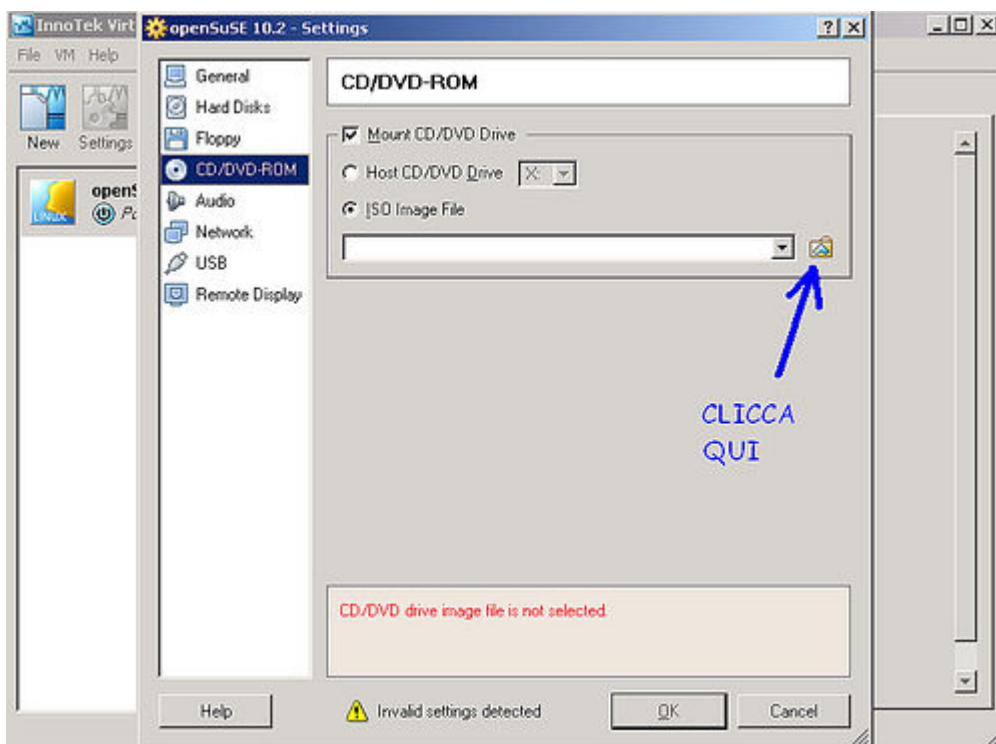 InnoTek Virt
openSuSE 10.2 - Settings
File VM Help
New Settings
openS
Po
LINUX
General
Hard Disks
Floppy
CD/DVD-ROM
Audio
Network
USB
Remote Display
CD/DVD-ROM
Mount CD/DVD Drive
Host CD/DVD Drive X:
ISO Image File
CLICCA
QUI
CD/DVD drive image file is not selected.
Help Invalid settings detected OK Cancel